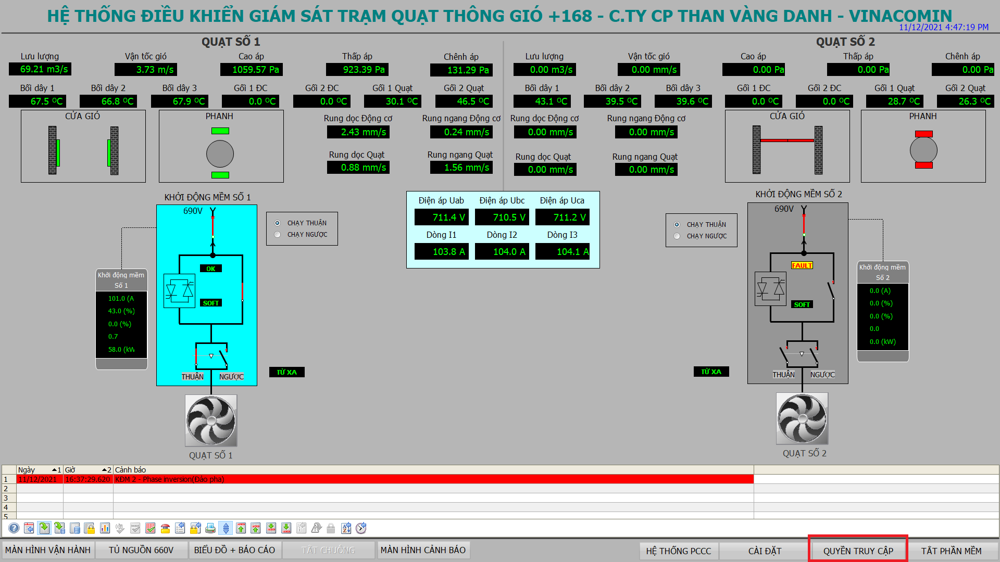 HỆ THỐNG ĐIỀU KHIỂN GIÁM SÁT TRẠM QUẠT THÔNG GIÓ +168 - C.TY CP THAN VÀNG DANH - VINACOMIN
11/12/2021 4:47:19 PM
QUẠT SỐ 1
Lưu lượng Vận tốc gió Cao áp Thấp áp Chênh áp
69.21 m3/s 3.73 m/s 1059.57 Pa 923.39 Pa 131.29 Pa
Bối dây 1 Bối dây 2 Bối dây 3 Gối 1 ĐC Gối 2 ĐC Gối 1 Quạt Gối 2 Quạt
67.5 ºC 66.8 ºC 67.9 ºC 0.0 ºC 0.0 ºC 30.1 ºC 46.5 ºC
CỬA GIÓ PHANH
Rung dọc Động cơ Rung ngang Động cơ
2.43 mm/s 0.24 mm/s
Rung dọc Quạt Rung ngang Quạt
0.88 mm/s 1.56 mm/s
QUẠT SỐ 2
Lưu lượng Vận tốc gió Cao áp Thấp áp Chênh áp
0.00 m3/s 0.00 mm/s 0.00 Pa 0.00 Pa 0.00 Pa
Bối dây 1 Bối dây 2 Bối dây 3 Gối 1 ĐC Gối 2 ĐC Gối 1 Quạt Gối 2 Quạt
43.1 ºC 39.5 ºC 39.6 ºC 0.0 ºC 0.0 ºC 28.7 ºC 26.3 ºC
Rung dọc Động cơ Rung ngang Động cơ
0.00 mm/s 0.00 mm/s
Rung dọc Quạt Rung ngang Quạt
0.00 mm/s 0.00 mm/s
CỬA GIÓ PHANH
KHỞI ĐỘNG MỀM SỐ 1
690V
OK
SOFT
THUẬN NGƯỢC
CHẠY THUẬN
CHẠY NGƯỢC
Khởi động mềm
Số 1
101.0 (A
43.0 (%)
0.0 (%)
0.7
58.0 (kW
TỪ XA
QUẠT SỐ 1
Điện áp Uab Điện áp Ubc Điện áp Uca
711.4 V 710.5 V 711.2 V
Dòng I1 Dòng I2 Dòng I3
103.8 A 104.0 A 104.1 A
KHỞI ĐỘNG MỀM SỐ 2
690V
FAULT
SOFT
THUẬN NGƯỢC
CHẠY THUẬN
CHẠY NGƯỢC
Khởi động mềm
Số 2
0.0 (A)
0.0 (%)
0.0 (%)
0.0
0.0 (kW)
TỪ XA
QUẠT SỐ 2
Ngày 1 Giờ 2 Cảnh báo
1 11/12/2021 16:37:29.620 KĐM 2 - Phase inversion(Đảo pha)
2
3
4
5
MÀN HÌNH VẬN HÀNH TỦ NGUỒN 660V BIỂU ĐỒ + BÁO CÁO TẮT CHUÔNG MÀN HÌNH CẢNH BÁO HỆ THỐNG PCCC CÀI ĐẶT QUYỀN TRUY CẬP TẮT PHẦN MỀM